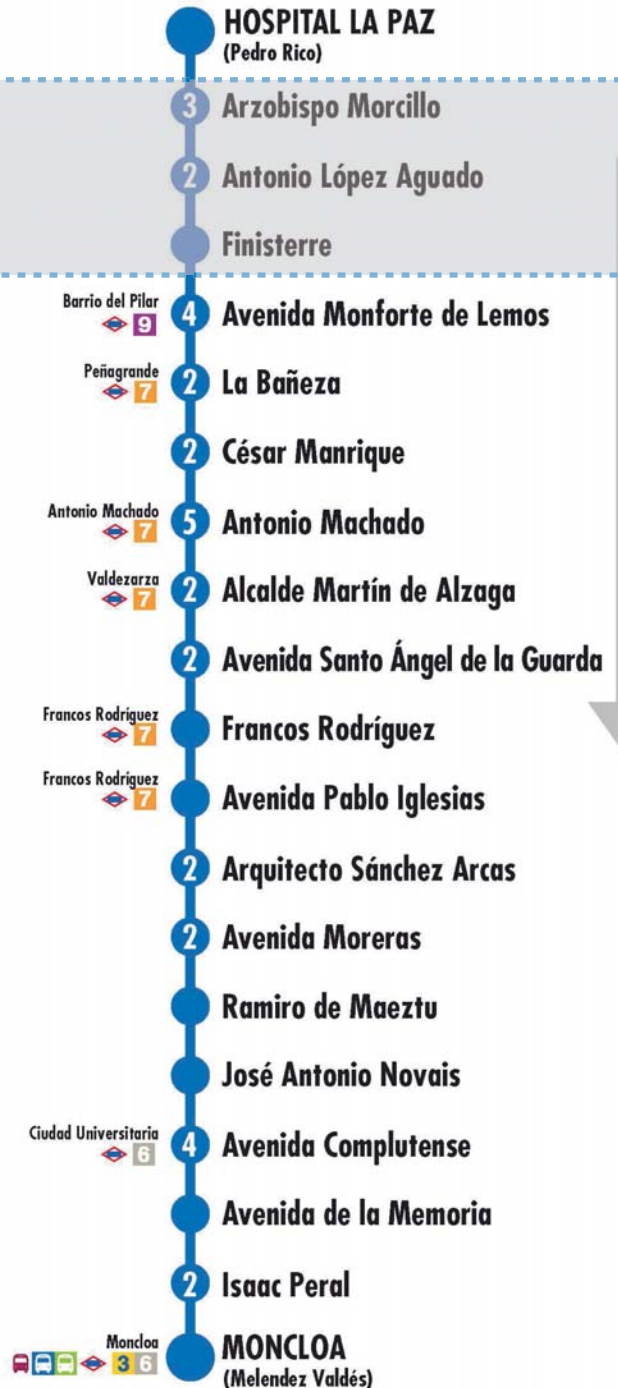 HOSPITAL LA PAZ
(Pedro Rico)
3 Arzobispo Morcillo
2 Antonio López Aguado
Finisterre
Barrio del Pilar
9
4 Avenida Monforte de Lemos
Peñagrande
7
2 La Bañeza
2 César Manrique
Antonio Machado
7
5 Antonio Machado
Valdezarza
7
2 Alcalde Martín de Alzaga
2 Avenida Santo Ángel de la Guarda
Francos Rodríguez
7
Francos Rodríguez
Francos Rodríguez
7
Avenida Pablo Iglesias
2 Arquitecto Sánchez Arcas
2 Avenida Moreras
Ramiro de Maeztu
José Antonio Novais
Ciudad Universitaria
6
4 Avenida Complutense
Avenida de la Memoria
2 Isaac Peral
Moncloa
3 6
MONCLOA
(Melendez Valdés)